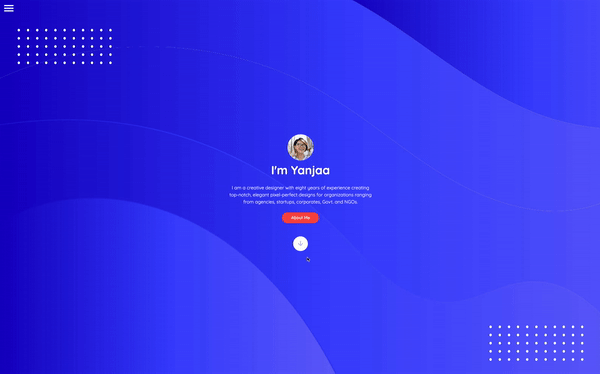 I'm Yanjaa
I am a creative designer with eight years of experience creating
top-notch, elegant pixel-perfect designs for organizations ranging
from agencies, startups, corporates, Govt. and NGOs.
About Me